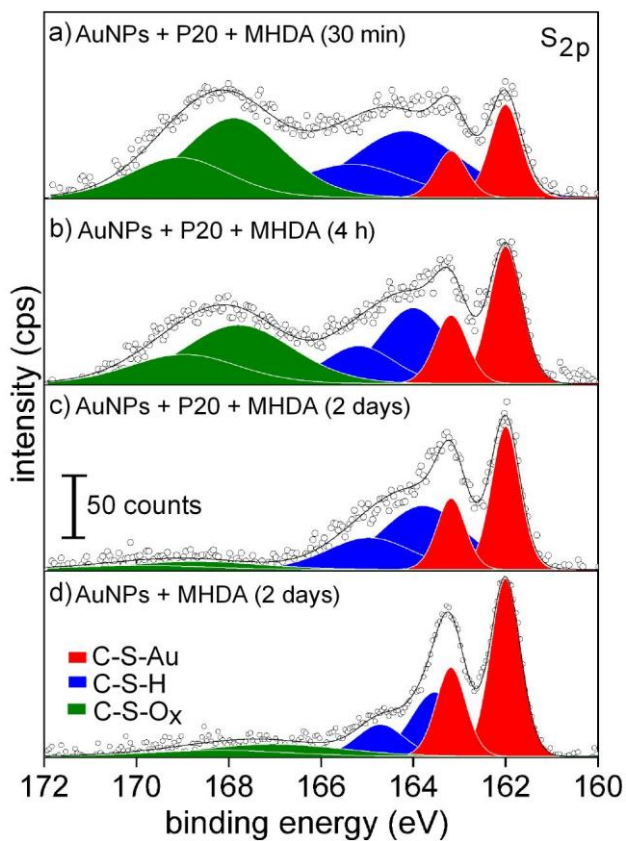 a) AuNPs + P20 + MHDA (30 min)
S2p
b) AuNPs + P20 + MHDA (4 h)
c) AuNPs + P20 + MHDA (2 days)
50 counts
d) AuNPs + MHDA (2 days)
C-S-Au
C-S-H
C-S-Ox
172 170 168 166 164 162 160
binding energy (eV)
intensity (cps)